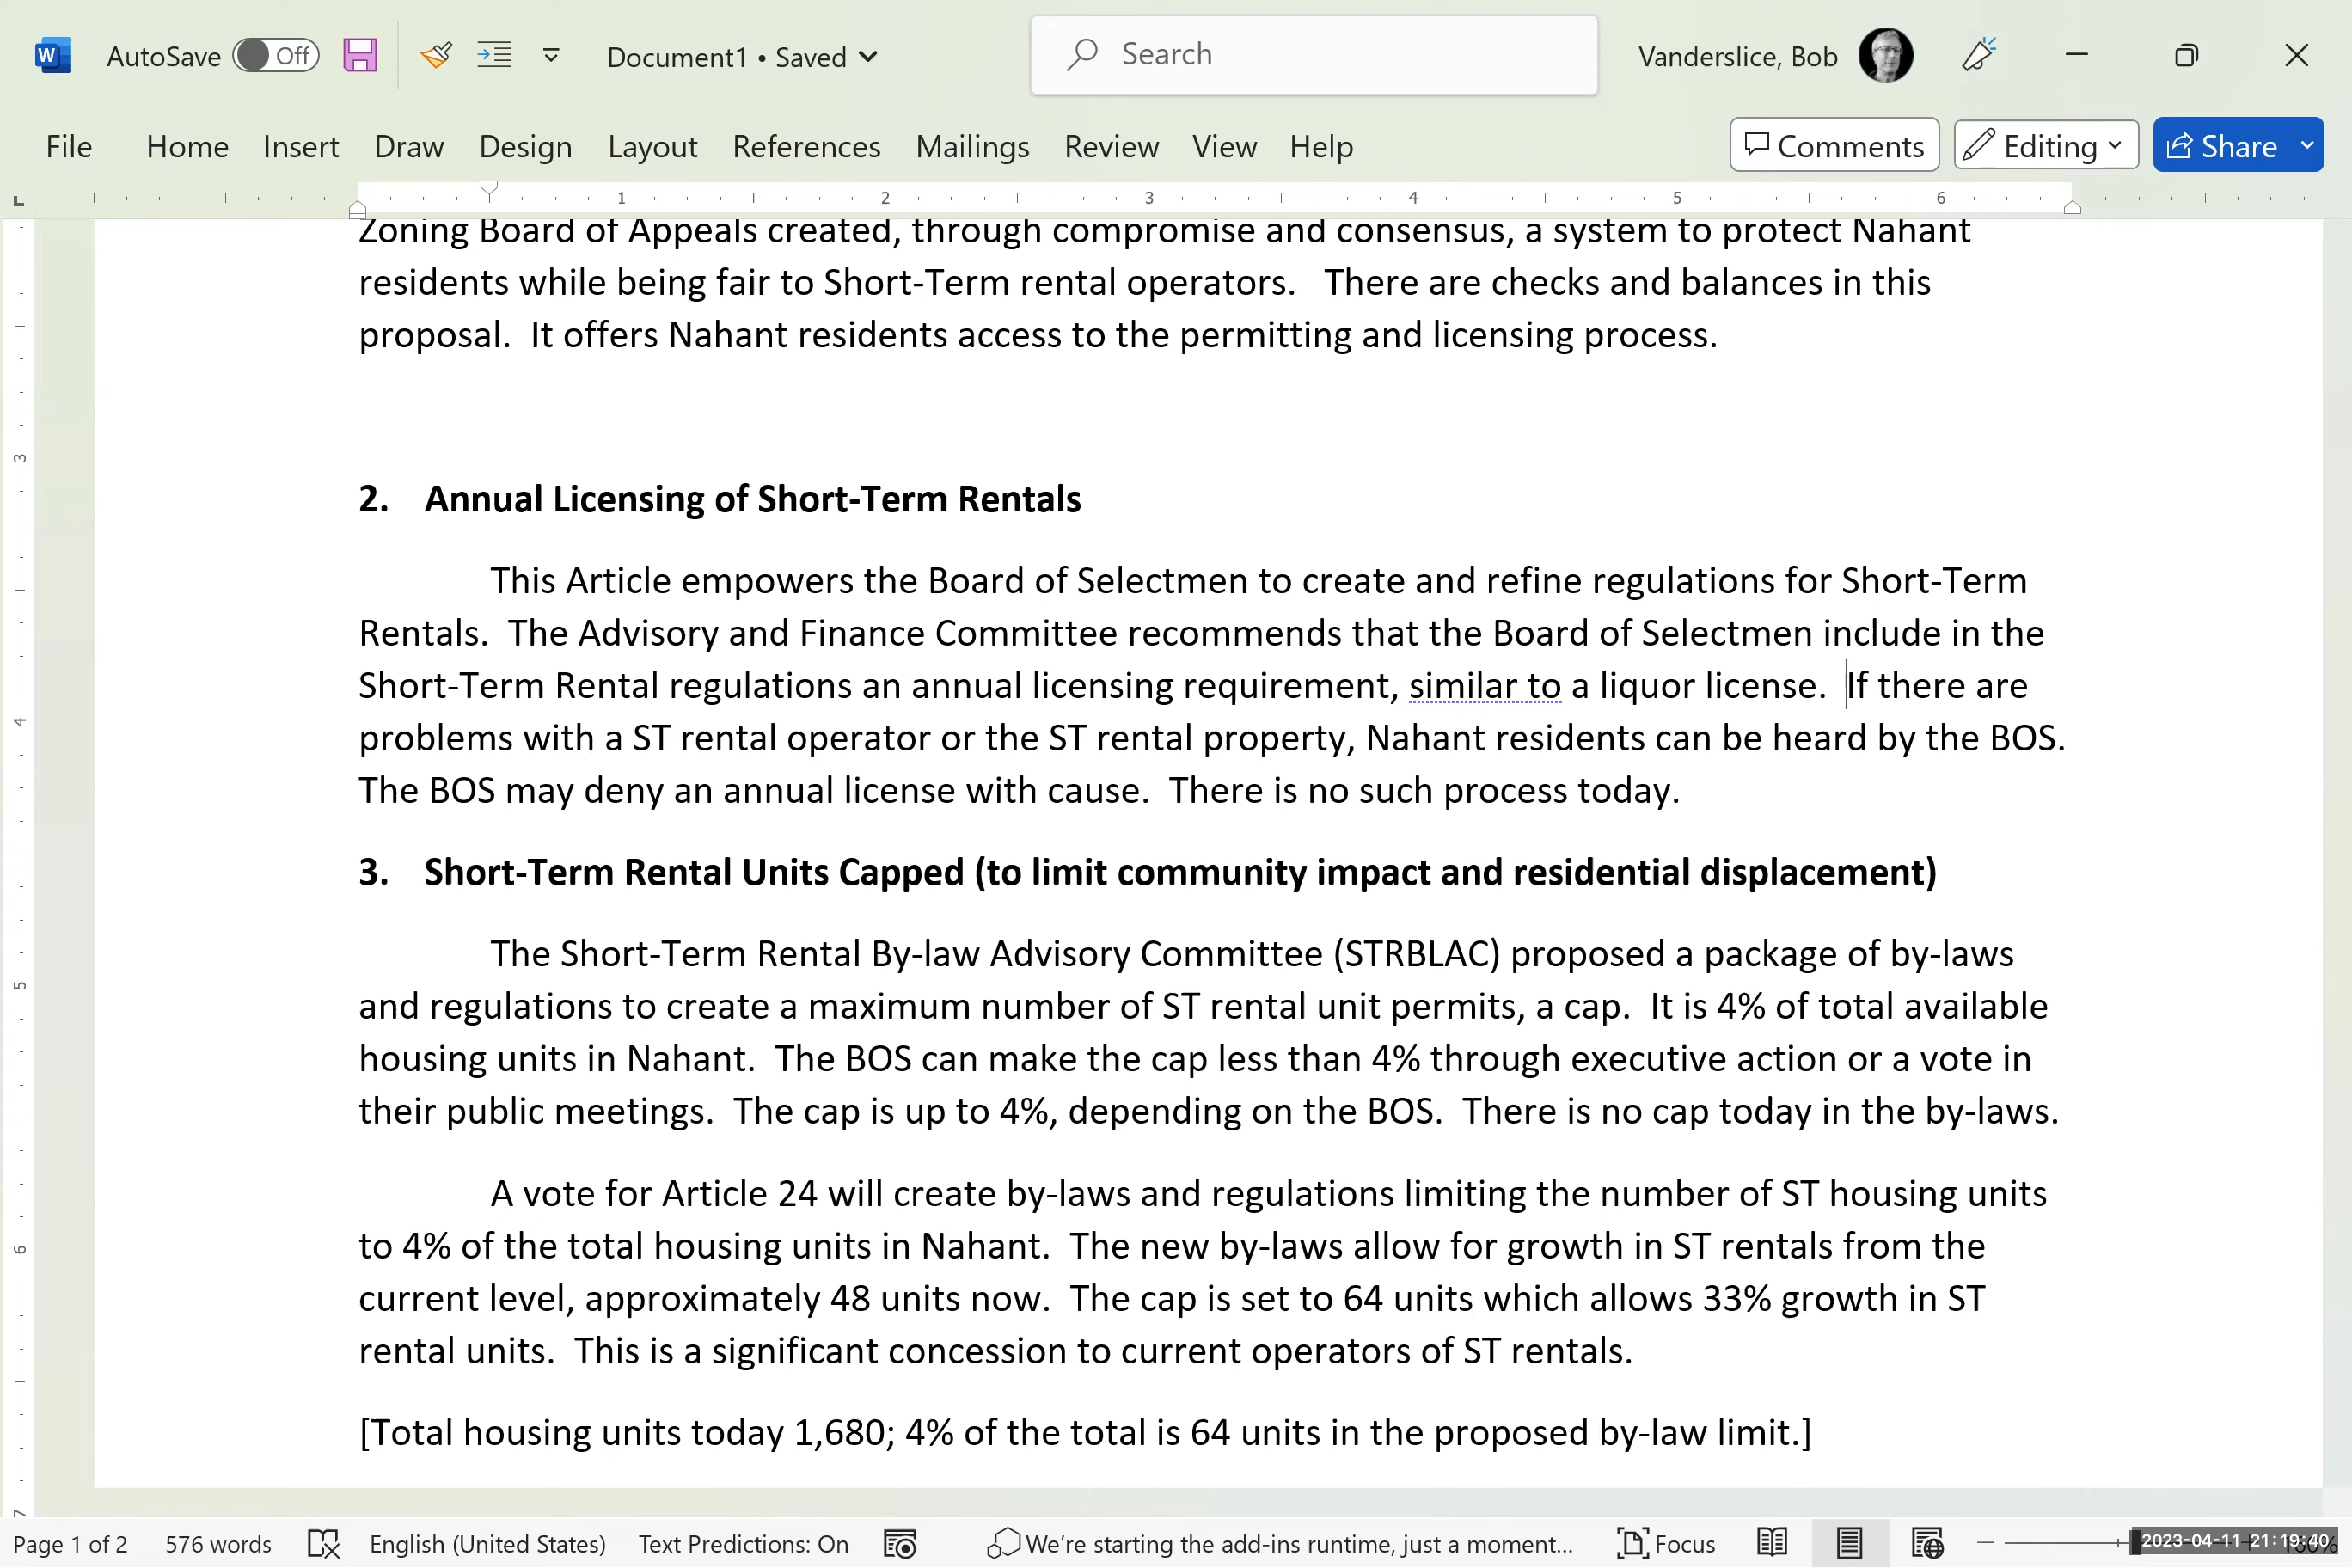 W AutoSave Off Document1 • Saved Search Vanderslice, Bob
File Home Insert Draw Design Layout References Mailings Review View Help Comments Editing Share
1 2 3 4 5 6
Zoning Board of Appeals created, through compromise and consensus, a system to protect Nahant
residents while being fair to Short-Term rental operators. There are checks and balances in this
proposal. It offers Nahant residents access to the permitting and licensing process.
3
2. Annual Licensing of Short-Term Rentals
This Article empowers the Board of Selectmen to create and refine regulations for Short-Term
Rentals. The Advisory and Finance Committee recommends that the Board of Selectmen include in the
Short-Term Rental regulations an annual licensing requirement, similar to a liquor license. If there are
4
problems with a ST rental operator or the ST rental property, Nahant residents can be heard by the BOS.
The BOS may deny an annual license with cause. There is no such process today.
3. Short-Term Rental Units Capped (to limit community impact and residential displacement)
The Short-Term Rental By-law Advisory Committee (STRBLAC) proposed a package of by-laws
5
and regulations to create a maximum number of ST rental unit permits, a cap. It is 4% of total available
housing units in Nahant. The BOS can make the cap less than 4% through executive action or a vote in
their public meetings. The cap is up to 4%, depending on the BOS. There is no cap today in the by-laws.
A vote for Article 24 will create by-laws and regulations limiting the number of ST housing units
6
to 4% of the total housing units in Nahant. The new by-laws allow for growth in ST rentals from the
current level, approximately 48 units now. The cap is set to 64 units which allows 33% growth in ST
rental units. This is a significant concession to current operators of ST rentals.
[Total housing units today 1,680; 4% of the total is 64 units in the proposed by-law limit.]
Page 1 of 2 576 words English (United States) Text Predictions: On We're starting the add-ins runtime, just a moment... Focus 2023-04-11 21:19:40